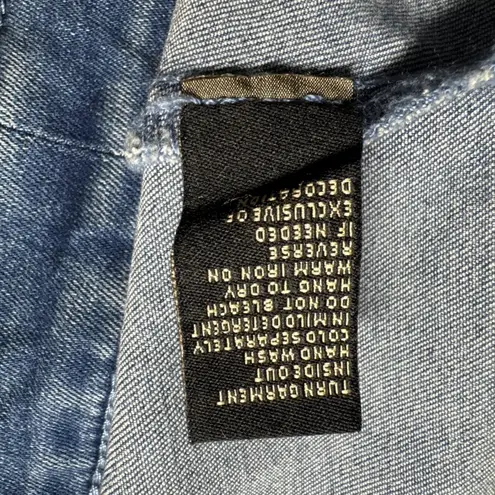 TURN GARMENT
INSIDE OUT
HAND WASH
COLD SEPARATELY
IN MILD DETERGENT
DO NOT BLEACH
HANG TO DRY
WARM IRON ON
REVERSE
IF NEEDED
EXCLUSIVE OF
DECORATION